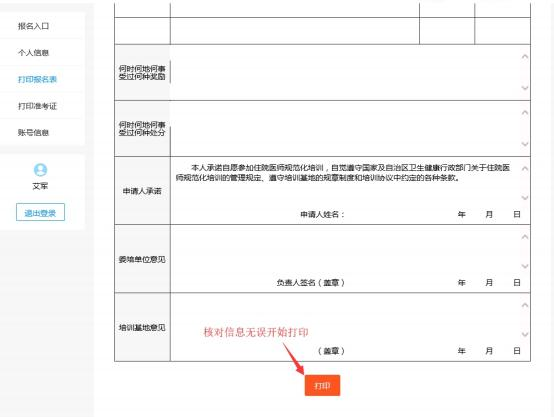 报名入口
个人信息
打印报名表
打印准考证
账号信息
艾军
退出登录
何时何地何事
受过何种奖励
何时何地何事
受过何种处分
申请人承诺
本人承诺自愿参加住院医师规范化培训，自觉遵守国家及自治区卫生健康行政部门关于住院医
师规范化培训的管理规定、遵守培训基地的规章制度和培训协议中约定的各种条款。
申请人姓名： 年 月 日
委培单位意见
负责人签名（盖章） 年 月 日
培训基地意见
核对信息无误开始打印
（盖章） 年 月 日
打印